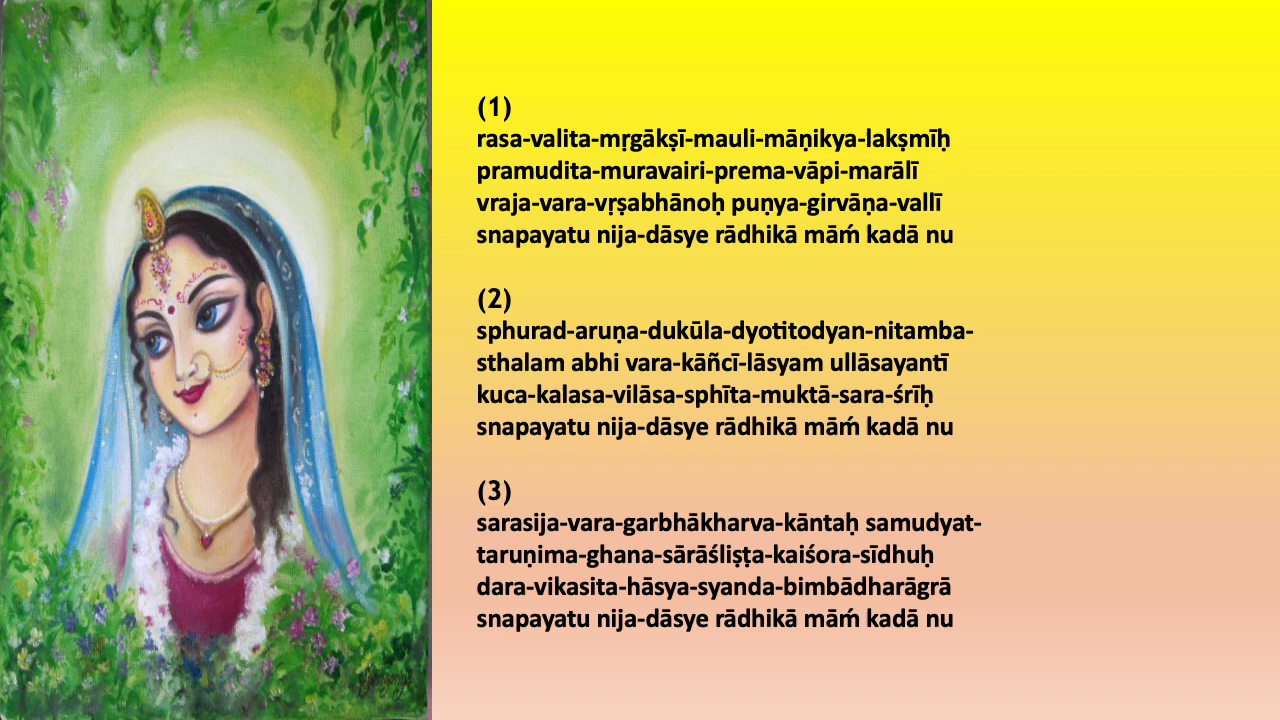 (1)
rasa-valita-mṛgākṣī-mauli-māṇikya-lakṣmīḥ
pramudita-muravairi-prema-vāpi-marālī
vraja-vara-vṛṣabhānoḥ puṇya-girvāṇa-vallī
snapayatu nija-dāsye rādhikā māḿ kadā nu
(2)
sphurad-aruṇa-dukūla-dyotitodyan-nitamba-
sthalam abhi vara-kāñcī-lāsyam ullāsayantī
kuca-kalasa-vilāsa-sphīta-muktā-sara-śrīḥ
snapayatu nija-dāsye rādhikā māḿ kadā nu
(3)
sarasija-vara-garbhākharva-kāntaḥ samudyat-
taruṇima-ghana-sārāśliṣṭa-kaiśora-sīdhuḥ
dara-vikasita-hāsya-syanda-bimbādharāgrā
snapayatu nija-dāsye rādhikā māḿ kadā nu